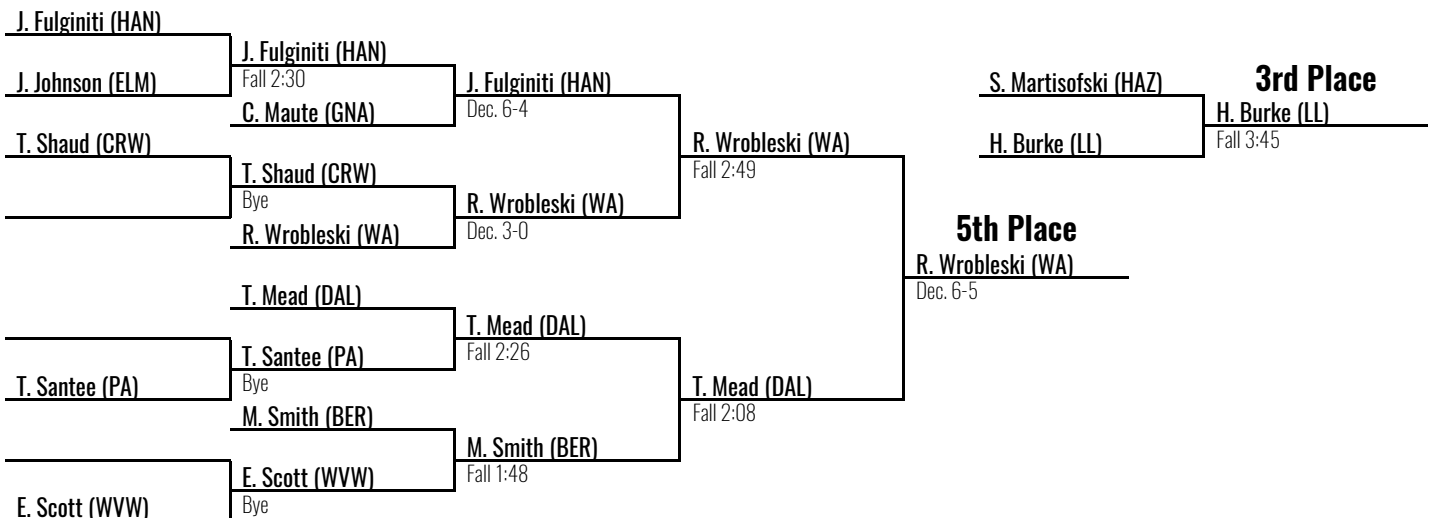 J. Fulginiti (HAN)
J. Johnson (ELM)
T. Shaud (CRW)
T. Santee (PA)
E. Scott (WVW)
J. Fulginiti (HAN)
Fall 2:30
C. Maute (GNA)
T. Shaud (CRW)
Bye
R. Wrobleski (WA)
T. Mead (DAL)
T. Santee (PA)
Bye
M. Smith (BER)
E. Scott (WVW)
Bye
J. Fulginiti (HAN)
Dec. 6-4
R. Wrobleski (WA)
Dec. 3-0
T. Mead (DAL)
Fall 2:26
M. Smith (BER)
Fall 1:48
R. Wrobleski (WA)
Fall 2:49
T. Mead (DAL)
Fall 2:08
5th Place
R. Wrobleski (WA)
Dec. 6-5
S. Martisofski (HAZ)
H. Burke (LL)
3rd Place
H. Burke (LL)
Fall 3:45